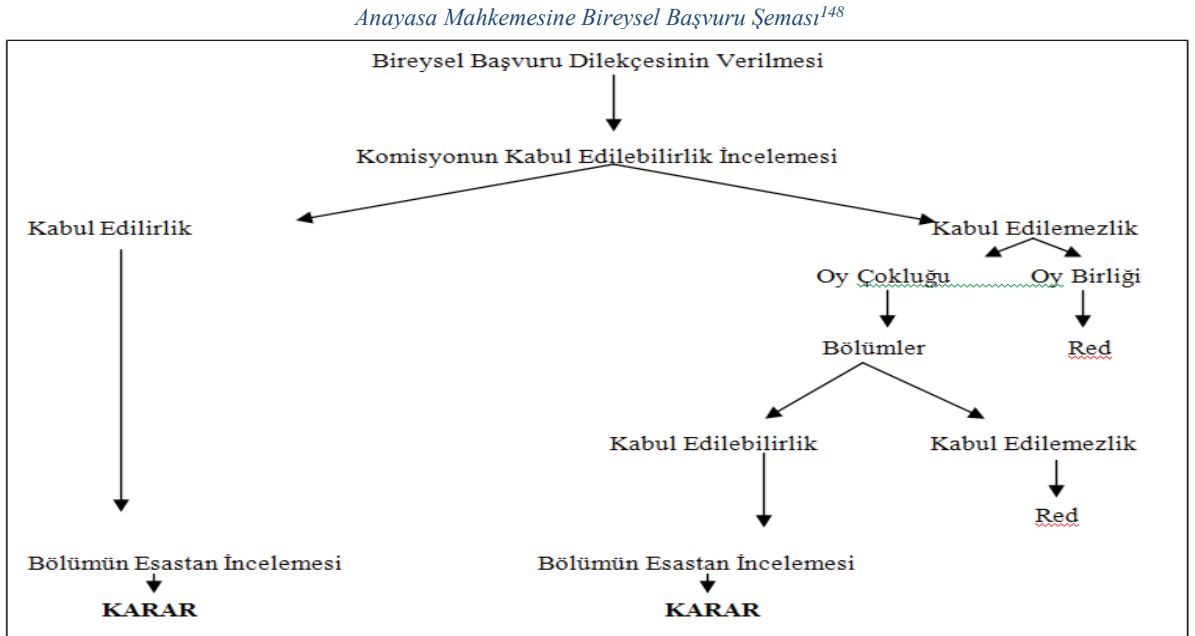 Anayasa Mahkemesine Bireysel Başvuru Şeması148
Bireysel Başvuru Dilekçesinin Verilmesi
Komisyonun Kabul Edilebilirlik İncelemesi
Kabul Edilirlik
Kabul Edilemezlik
Oy Çokluğu
Oy Birliği
Bölümler
Red
Kabul Edilebilirlik
Kabul Edilemezlik
Red
Bölümün Esastan İncelemesi
Bölümün Esastan İncelemesi
KARAR
KARAR